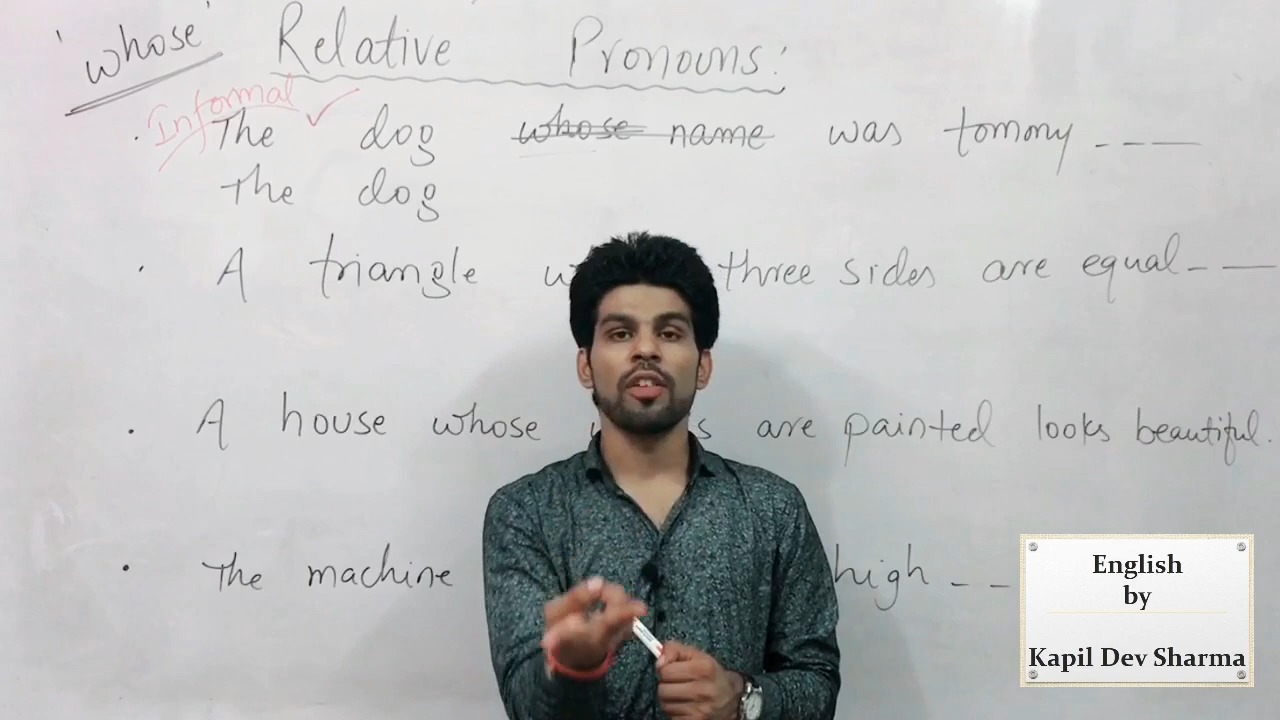 'whose' Relative Pronouns:
Informal ✓
. The dog whose name was tommy ----
The dog
. A triangle three sides are equal - —
. A house whose are painted looks beautiful.
. The machine high - -
English
by
Kapil Dev Sharma